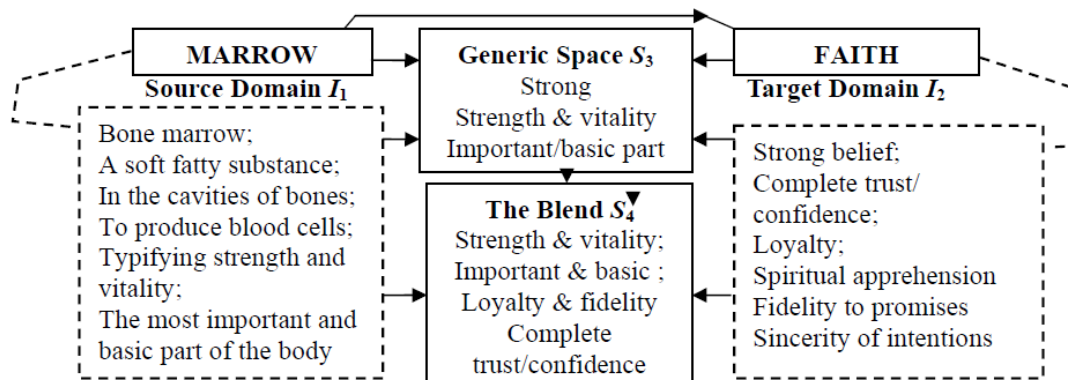 MARROW
Source Domain I₁
Bone marrow;
A soft fatty substance;
In the cavities of bones;
To produce blood cells;
Typifying strength and
vitality;
The most important and
basic part of the body
Generic Space S₃
Strong
Strength & vitality
Important/basic part
The Blend S₄
Strength & vitality;
Important & basic ;
Loyalty & fidelity
Complete
trust/confidence
FAITH
Target Domain I₂
Strong belief;
Complete trust/
confidence;
Loyalty;
Spiritual apprehension
Fidelity to promises
Sincerity of intentions